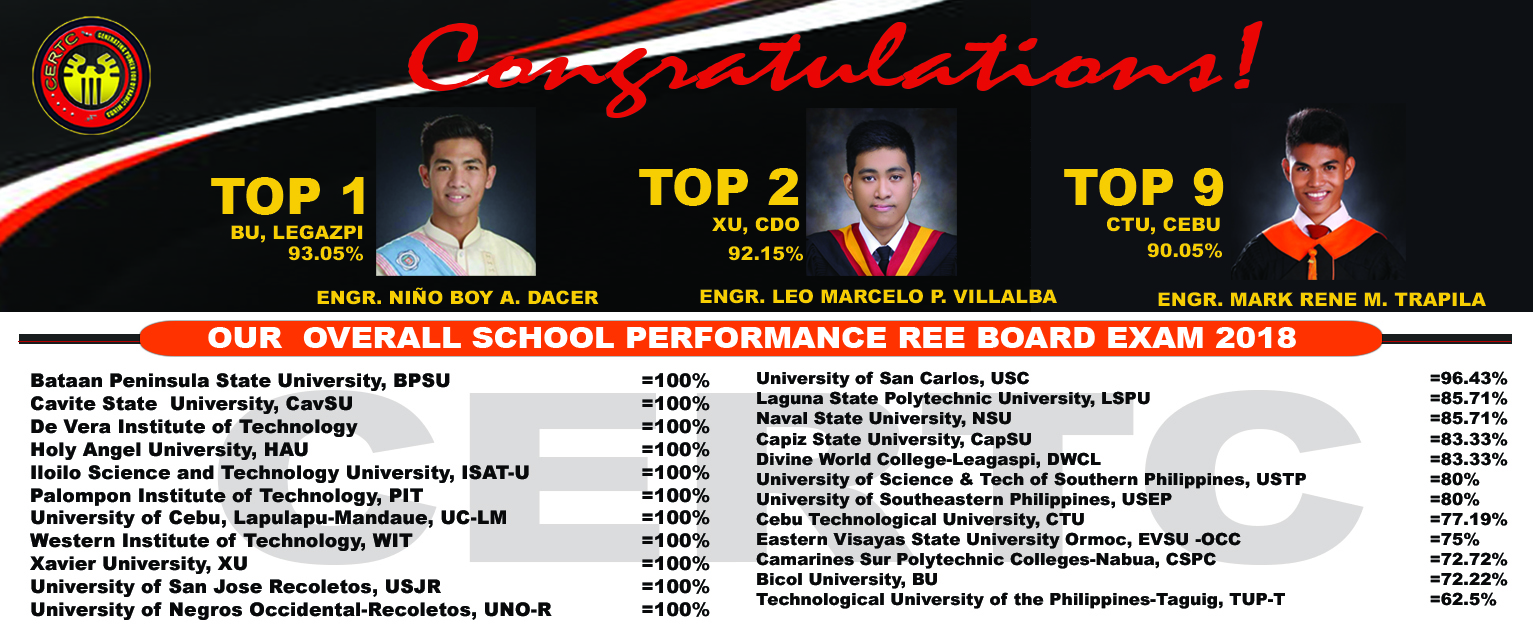 Congratulations!
CERTC
GENERATING POWER FOR DYNAMIC MINDS
TOP 1
BU, LEGAZPI
93.05%
ENGR. NIÑO BOY A. DACER
TOP 2
XU, CDO
92.15%
ENGR. LEO MARCELO P. VILLALBA
TOP 9
CTU, CEBU
90.05%
ENGR. MARK RENE M. TRAPILA
OUR OVERALL SCHOOL PERFORMANCE REE BOARD EXAM 2018
CERTC
Bataan Peninsula State University, BPSU =100%
Cavite State University, CavSU =100%
De Vera Institute of Technology =100%
Holy Angel University, HAU =100%
Iloilo Science and Technology University, ISAT-U =100%
Palompon Institute of Technology, PIT =100%
University of Cebu, Lapulapu-Mandaue, UC-LM =100%
Western Institute of Technology, WIT =100%
Xavier University, XU =100%
University of San Jose Recoletos, USJR =100%
University of Negros Occidental-Recoletos, UNO-R =100%
University of San Carlos, USC =96.43%
Laguna State Polytechnic University, LSPU =85.71%
Naval State University, NSU =85.71%
Capiz State University, CapSU =83.33%
Divine World College-Leagaspi, DWCL =83.33%
University of Science & Tech of Southern Philippines, USTP =80%
University of Southeastern Philippines, USEP =80%
Cebu Technological University, CTU =77.19%
Eastern Visayas State University Ormoc, EVSU -OCC =75%
Camarines Sur Polytechnic Colleges-Nabua, CSPC =72.72%
Bicol University, BU =72.22%
Technological University of the Philippines-Taguig, TUP-T =62.5%